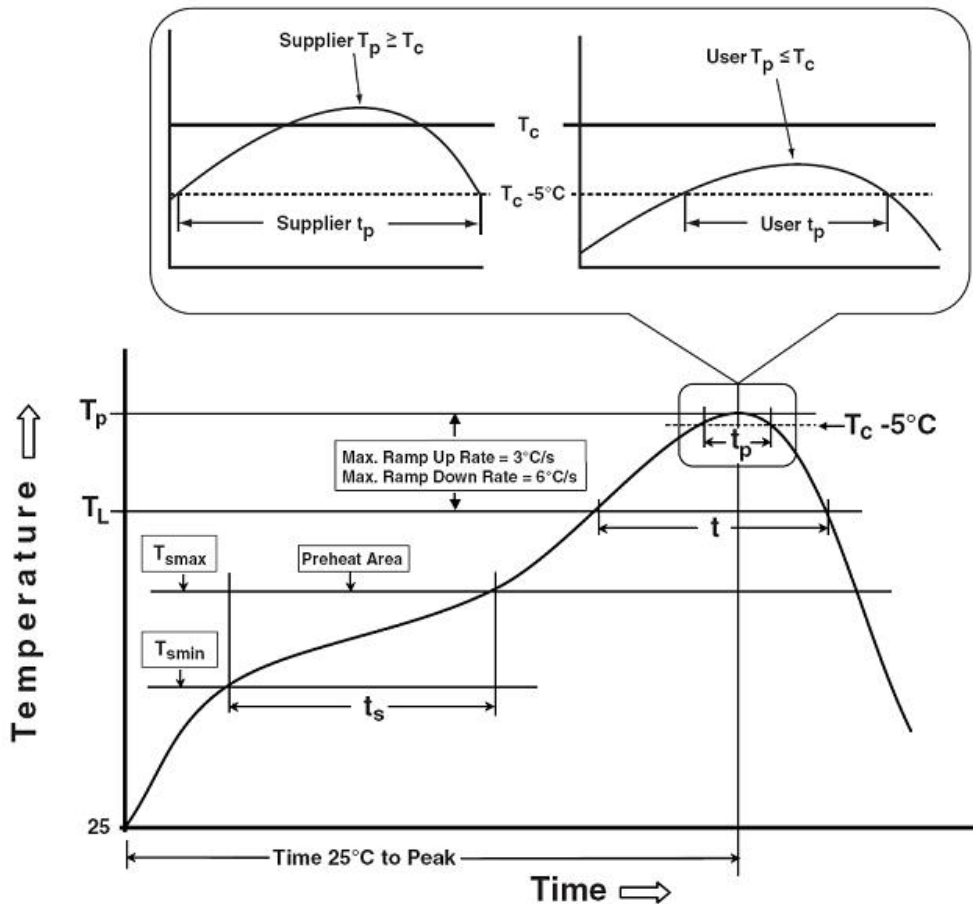 Supplier Tp ≥ Tc
User Tp ≤ Tc
Tc
Tc -5°C
Supplier tp
User tp
Tp
Tc -5°C
tp
Max. Ramp Up Rate = 3°C/s
Max. Ramp Down Rate = 6°C/s
TL
t
Tsmax
Preheat Area
Tsmin
ts
Temperature
25
Time 25°C to Peak
Time